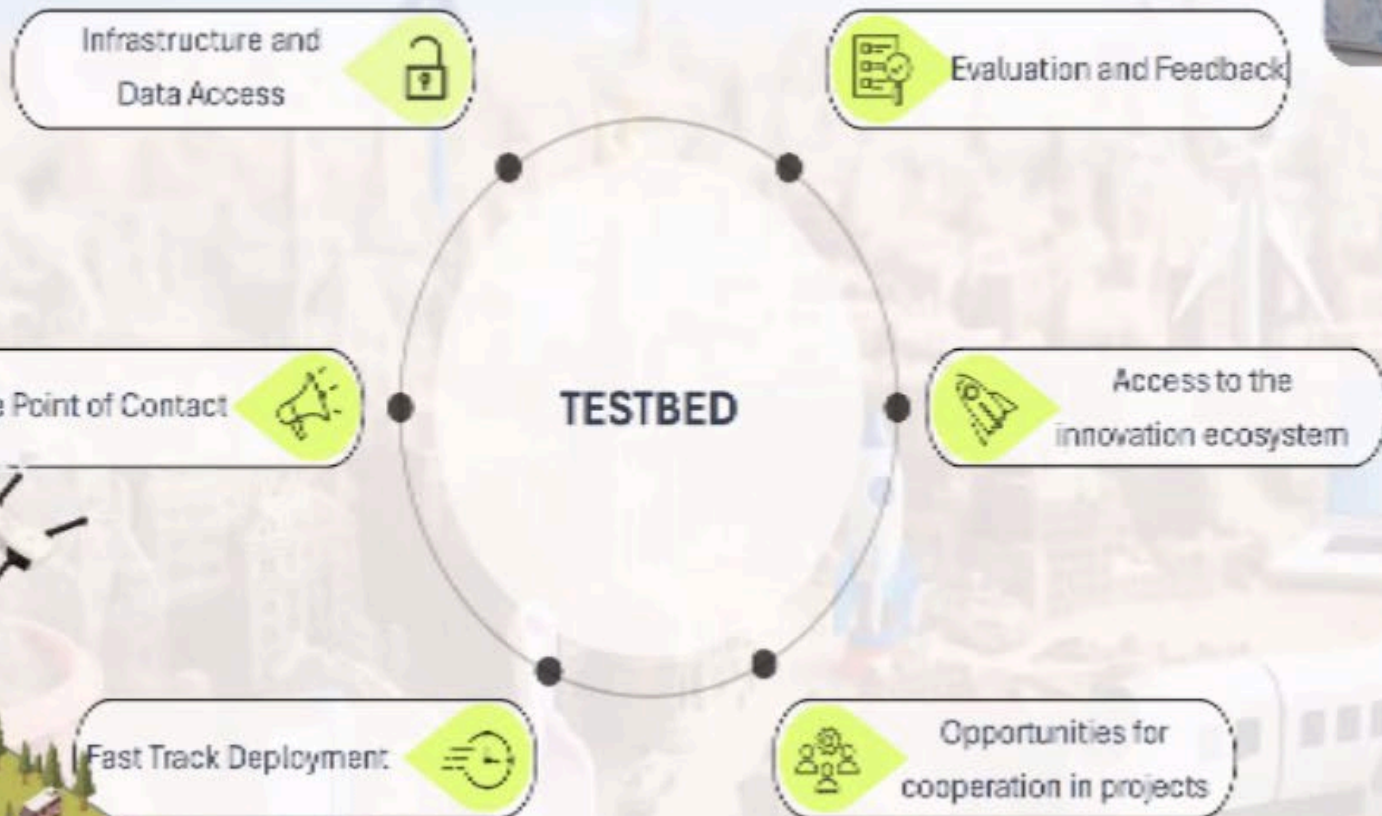 Infrastructure and
Data Access
Evaluation and Feedback
Point of Contact
TESTBED
Access to the
innovation ecosystem
Fast Track Deployment
Opportunities for
cooperation in projects